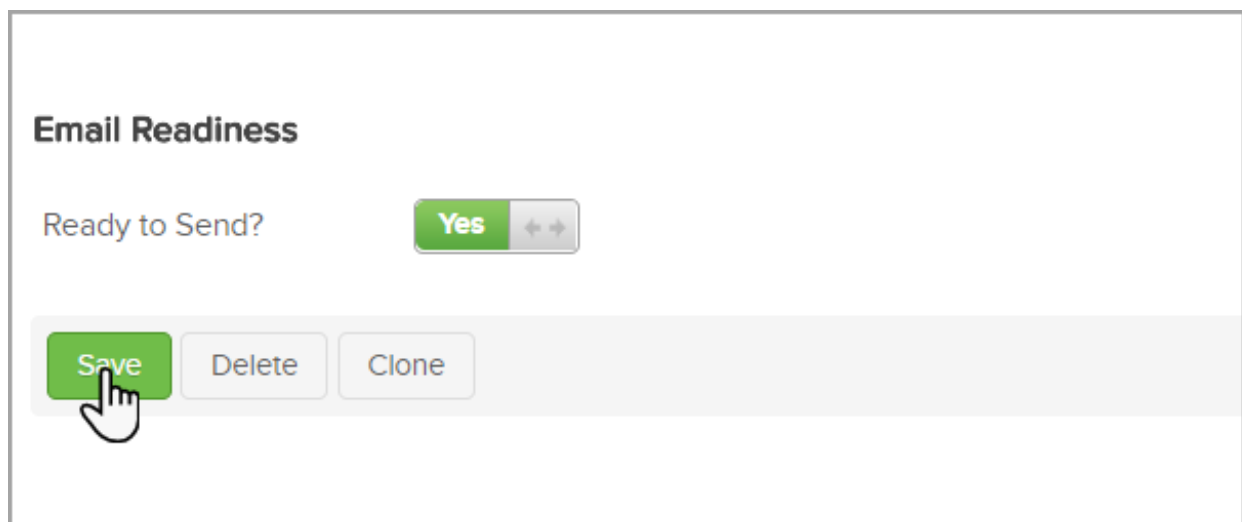 Email Readiness
Ready to Send? Yes
Save Delete Clone